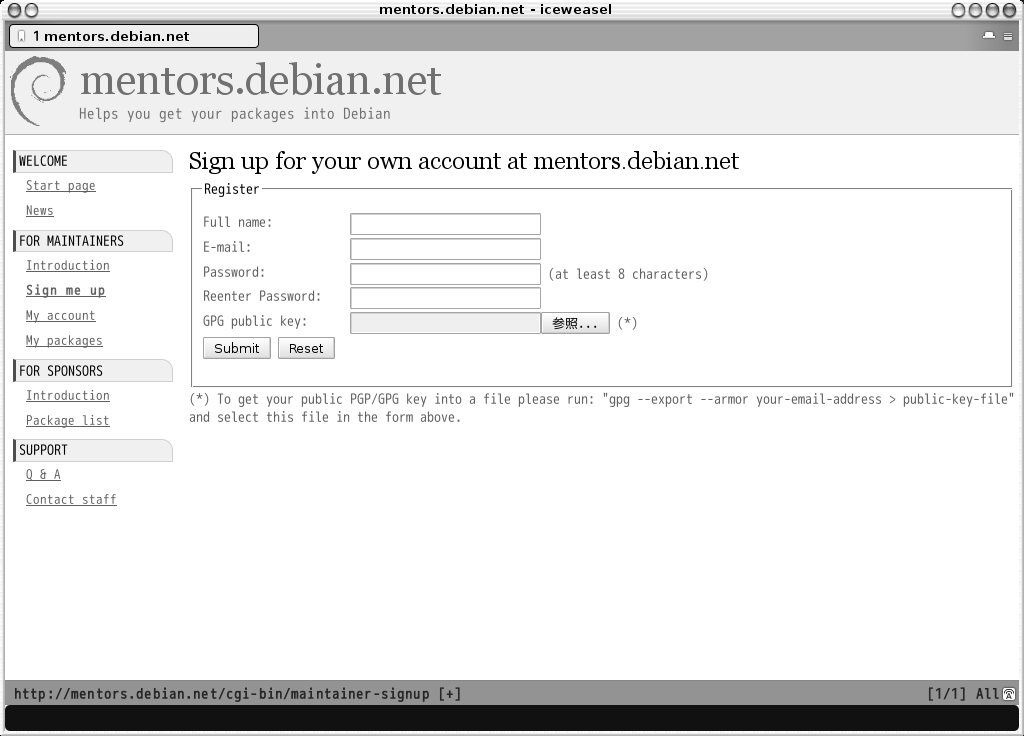 mentors.debian.net - iceweasel
1 mentors.debian.net
mentors.debian.net
Helps you get your packages into Debian
WELCOME
Start page
News
FOR MAINTAINERS
Introduction
Sign me up
My account
My packages
FOR SPONSORS
Introduction
Package list
SUPPORT
Q & A
Contact staff
Sign up for your own account at mentors.debian.net
Register
Full name:
E-mail:
Password: (at least 8 characters)
Reenter Password:
GPG public key: 参照... (*)
Submit Reset
(*) To get your public PGP/GPG key into a file please run: "gpg --export --armor your-email-address > public-key-file"
and select this file in the form above.
http://mentors.debian.net/cgi-bin/maintainer-signup [+] [1/1] All